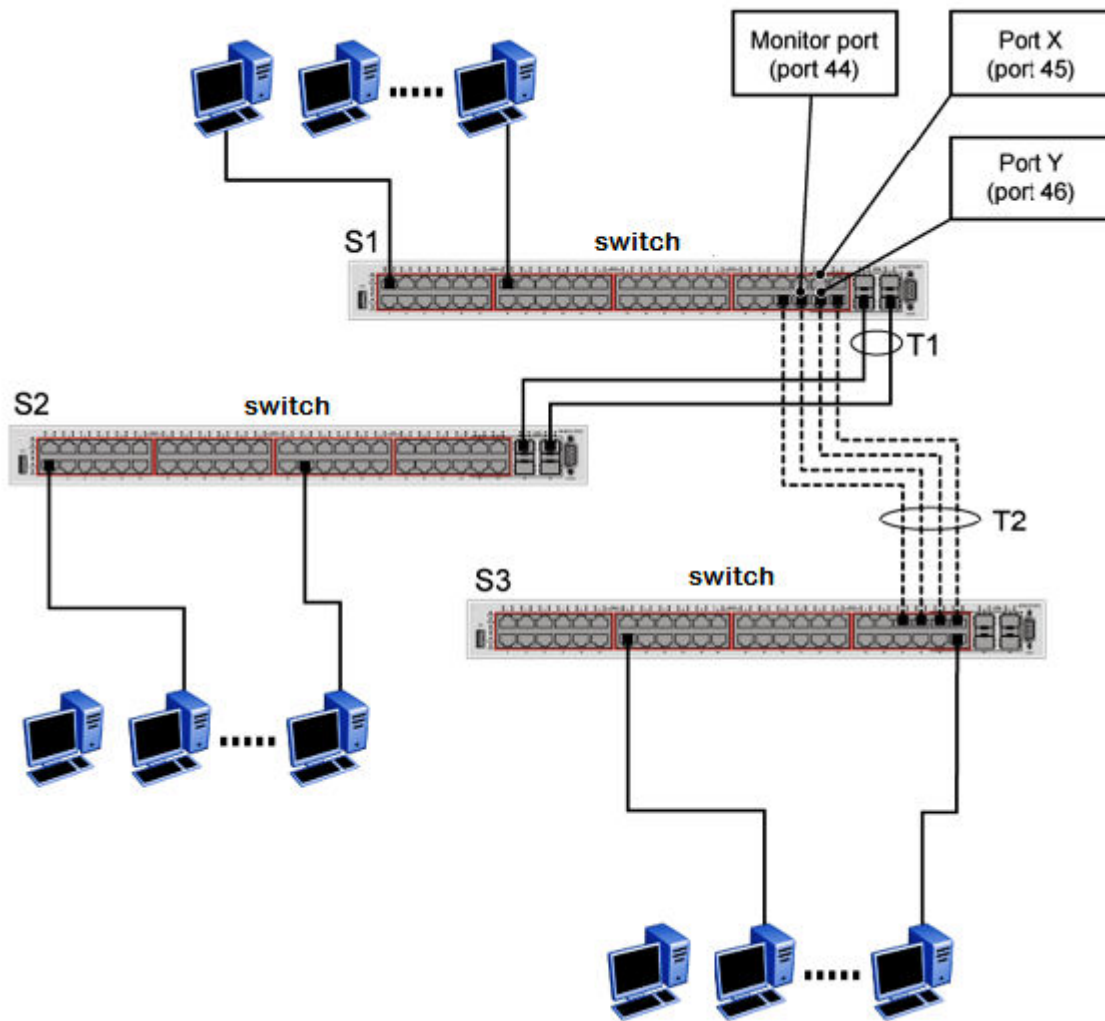 Monitor port
(port 44)
Port X
(port 45)
Port Y
(port 46)
S1
switch
T1
S2
switch
T2
S3
switch